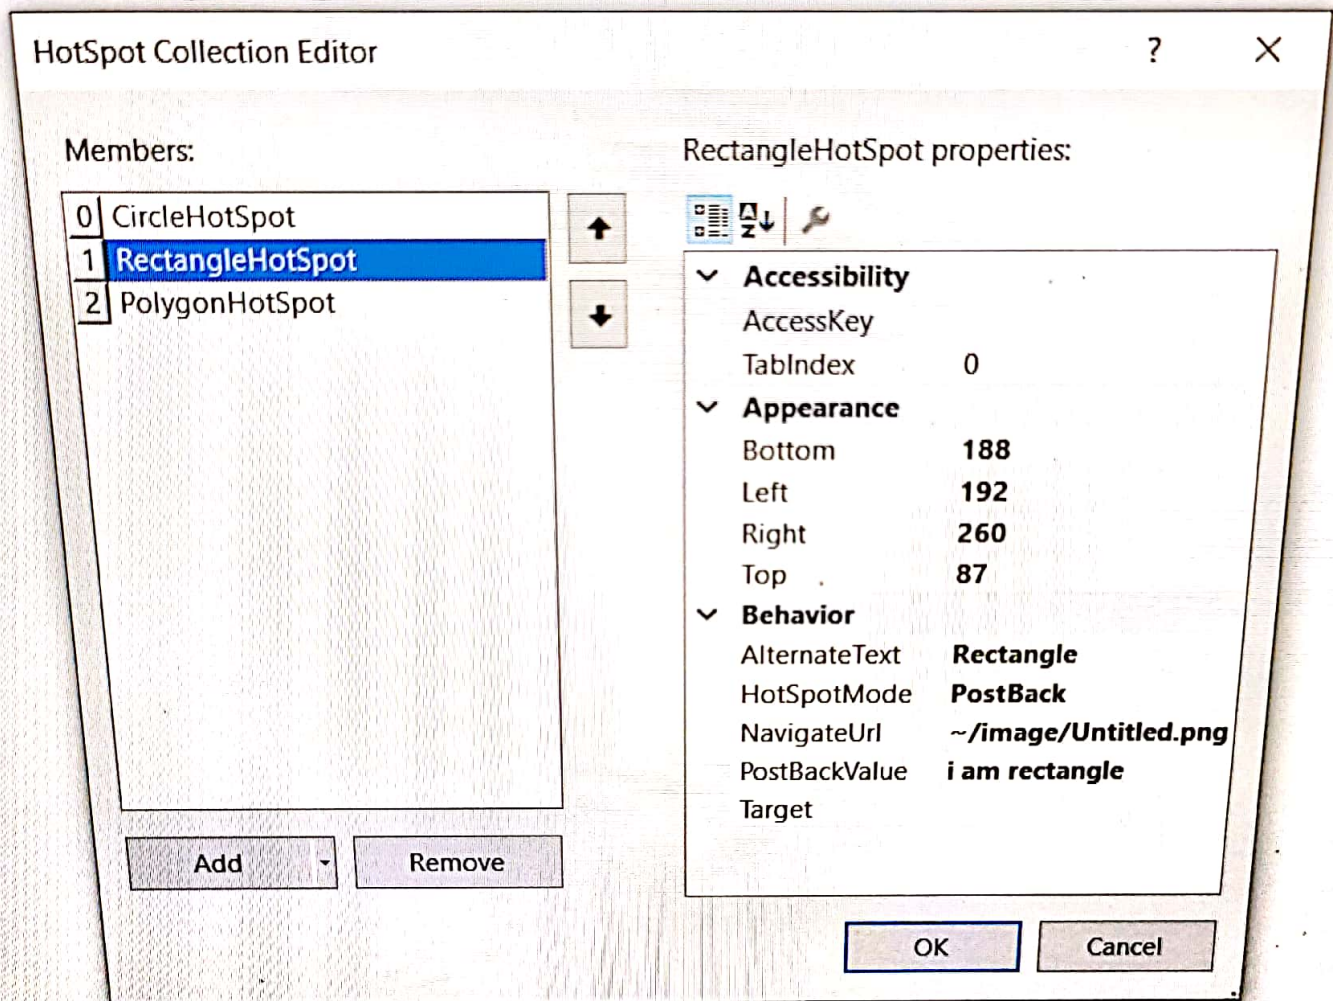 HotSpot Collection Editor ? X
Members:
0 CircleHotSpot
1 RectangleHotSpot
2 PolygonHotSpot
Add
Remove
RectangleHotSpot properties:
Accessibility
AccessKey
TabIndex 0
Appearance
Bottom 188
Left 192
Right 260
Top 87
Behavior
AlternateText Rectangle
HotSpotMode PostBack
NavigateUrl ~/image/Untitled.png
PostBackValue i am rectangle
Target
OK
Cancel